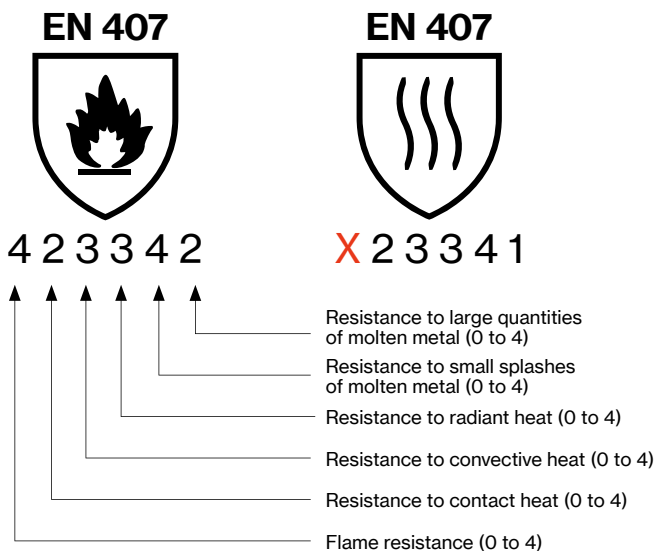 EN 407
EN 407
4 2 3 3 4 2
X 2 3 3 4 1
Resistance to large quantities
of molten metal (0 to 4)
Resistance to small splashes
of molten metal (0 to 4)
Resistance to radiant heat (0 to 4)
Resistance to convective heat (0 to 4)
Resistance to contact heat (0 to 4)
Flame resistance (0 to 4)